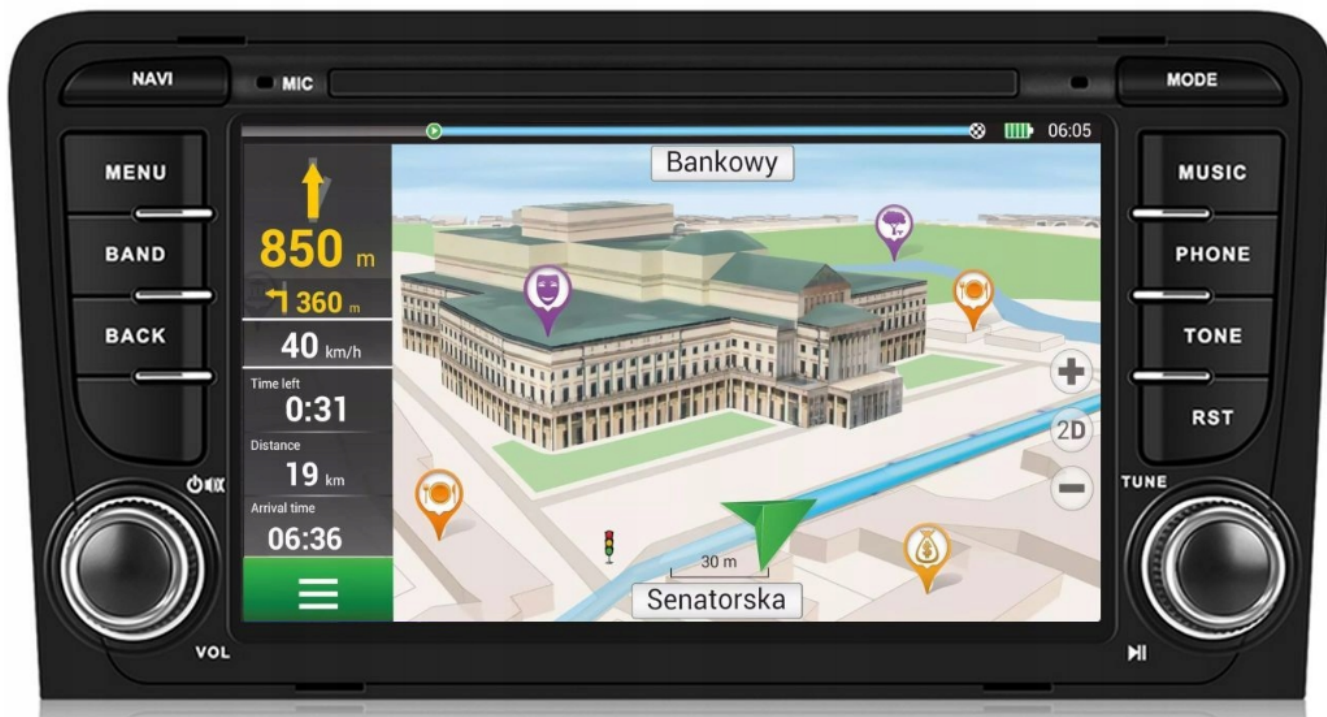 NAVI
MIC
MODE
MENU
BAND
BACK
VOL
06:05
Bankowy
850 m
360 m
40 km/h
Time left
0:31
Distance
19 km
Arrival time
06:36
2D
30 m
Senatorska
MUSIC
PHONE
TONE
RST
TUNE